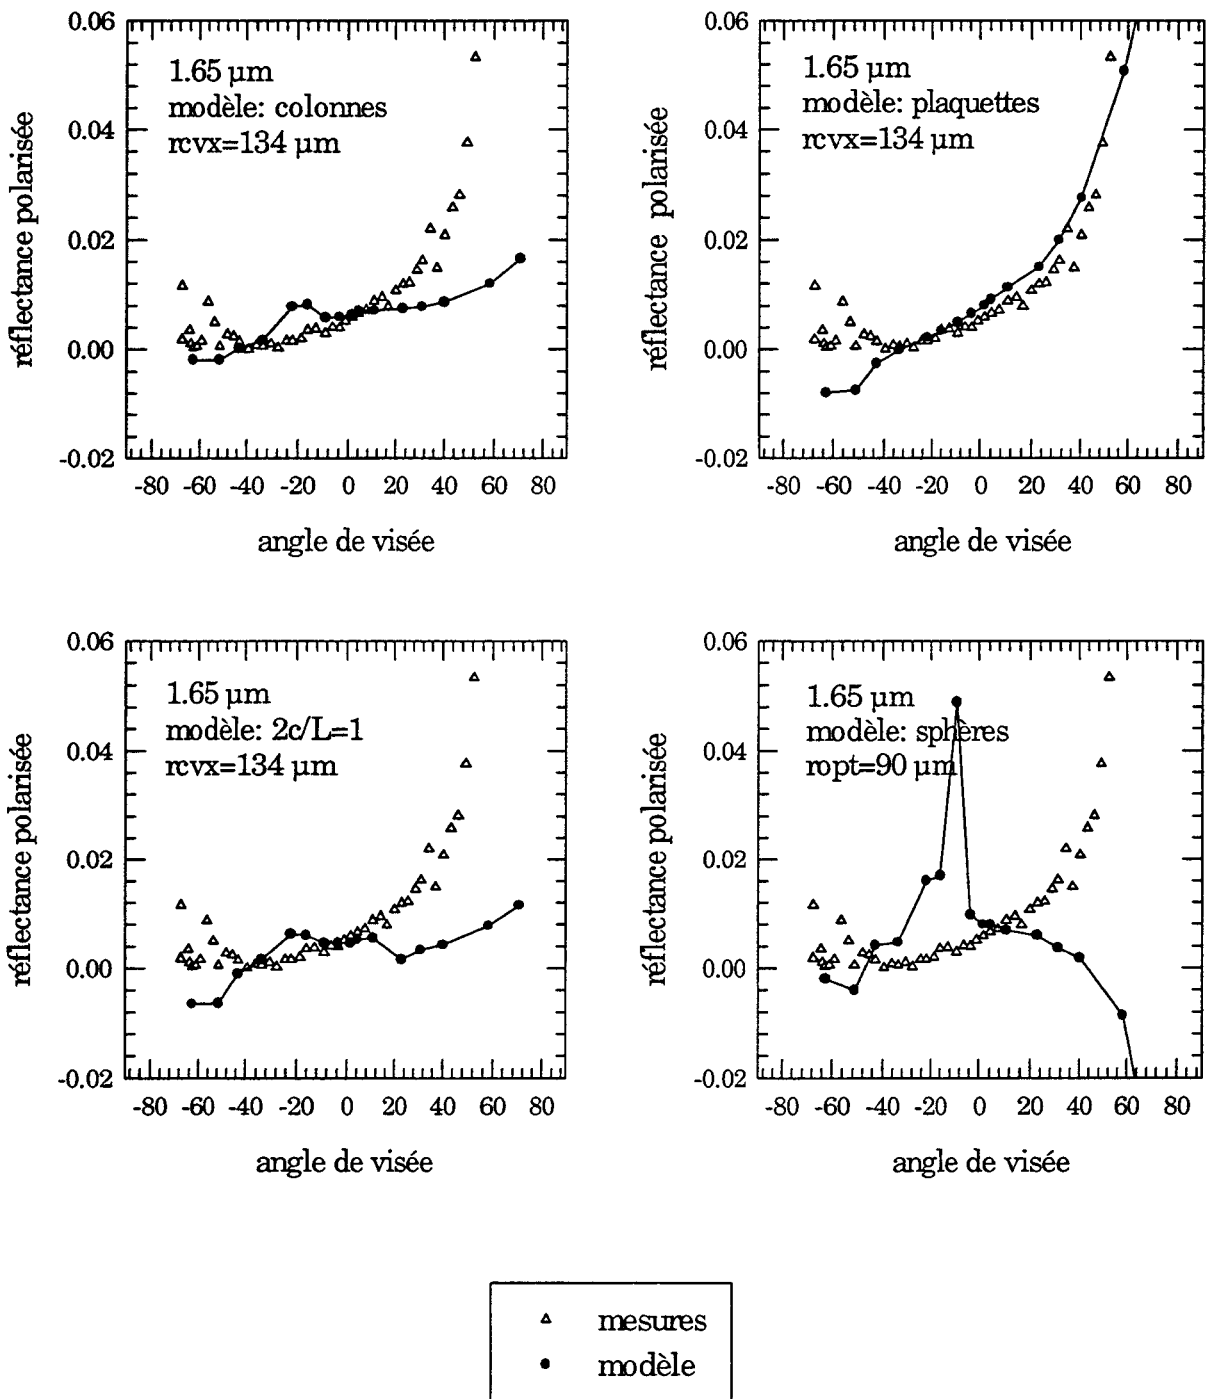 0.06
1.65 µm
modèle: colonnes
rcvx=134 µm
0.04
0.02
0.00
-0.02
réflectance polarisée
-80 -60 -40 -20 0 20 40 60 80
angle de visée
0.06
1.65 µm
modèle: plaquettes
rcvx=134 µm
0.04
0.02
0.00
-0.02
réflectance polarisée
-80 -60 -40 -20 0 20 40 60 80
angle de visée
0.06
1.65 µm
modèle: 2c/L=1
rcvx=134 µm
0.04
0.02
0.00
-0.02
réflectance polarisée
-80 -60 -40 -20 0 20 40 60 80
angle de visée
0.06
1.65 µm
modèle: sphères
ropt=90 µm
0.04
0.02
0.00
-0.02
réflectance polarisée
-80 -60 -40 -20 0 20 40 60 80
angle de visée
mesures
modèle